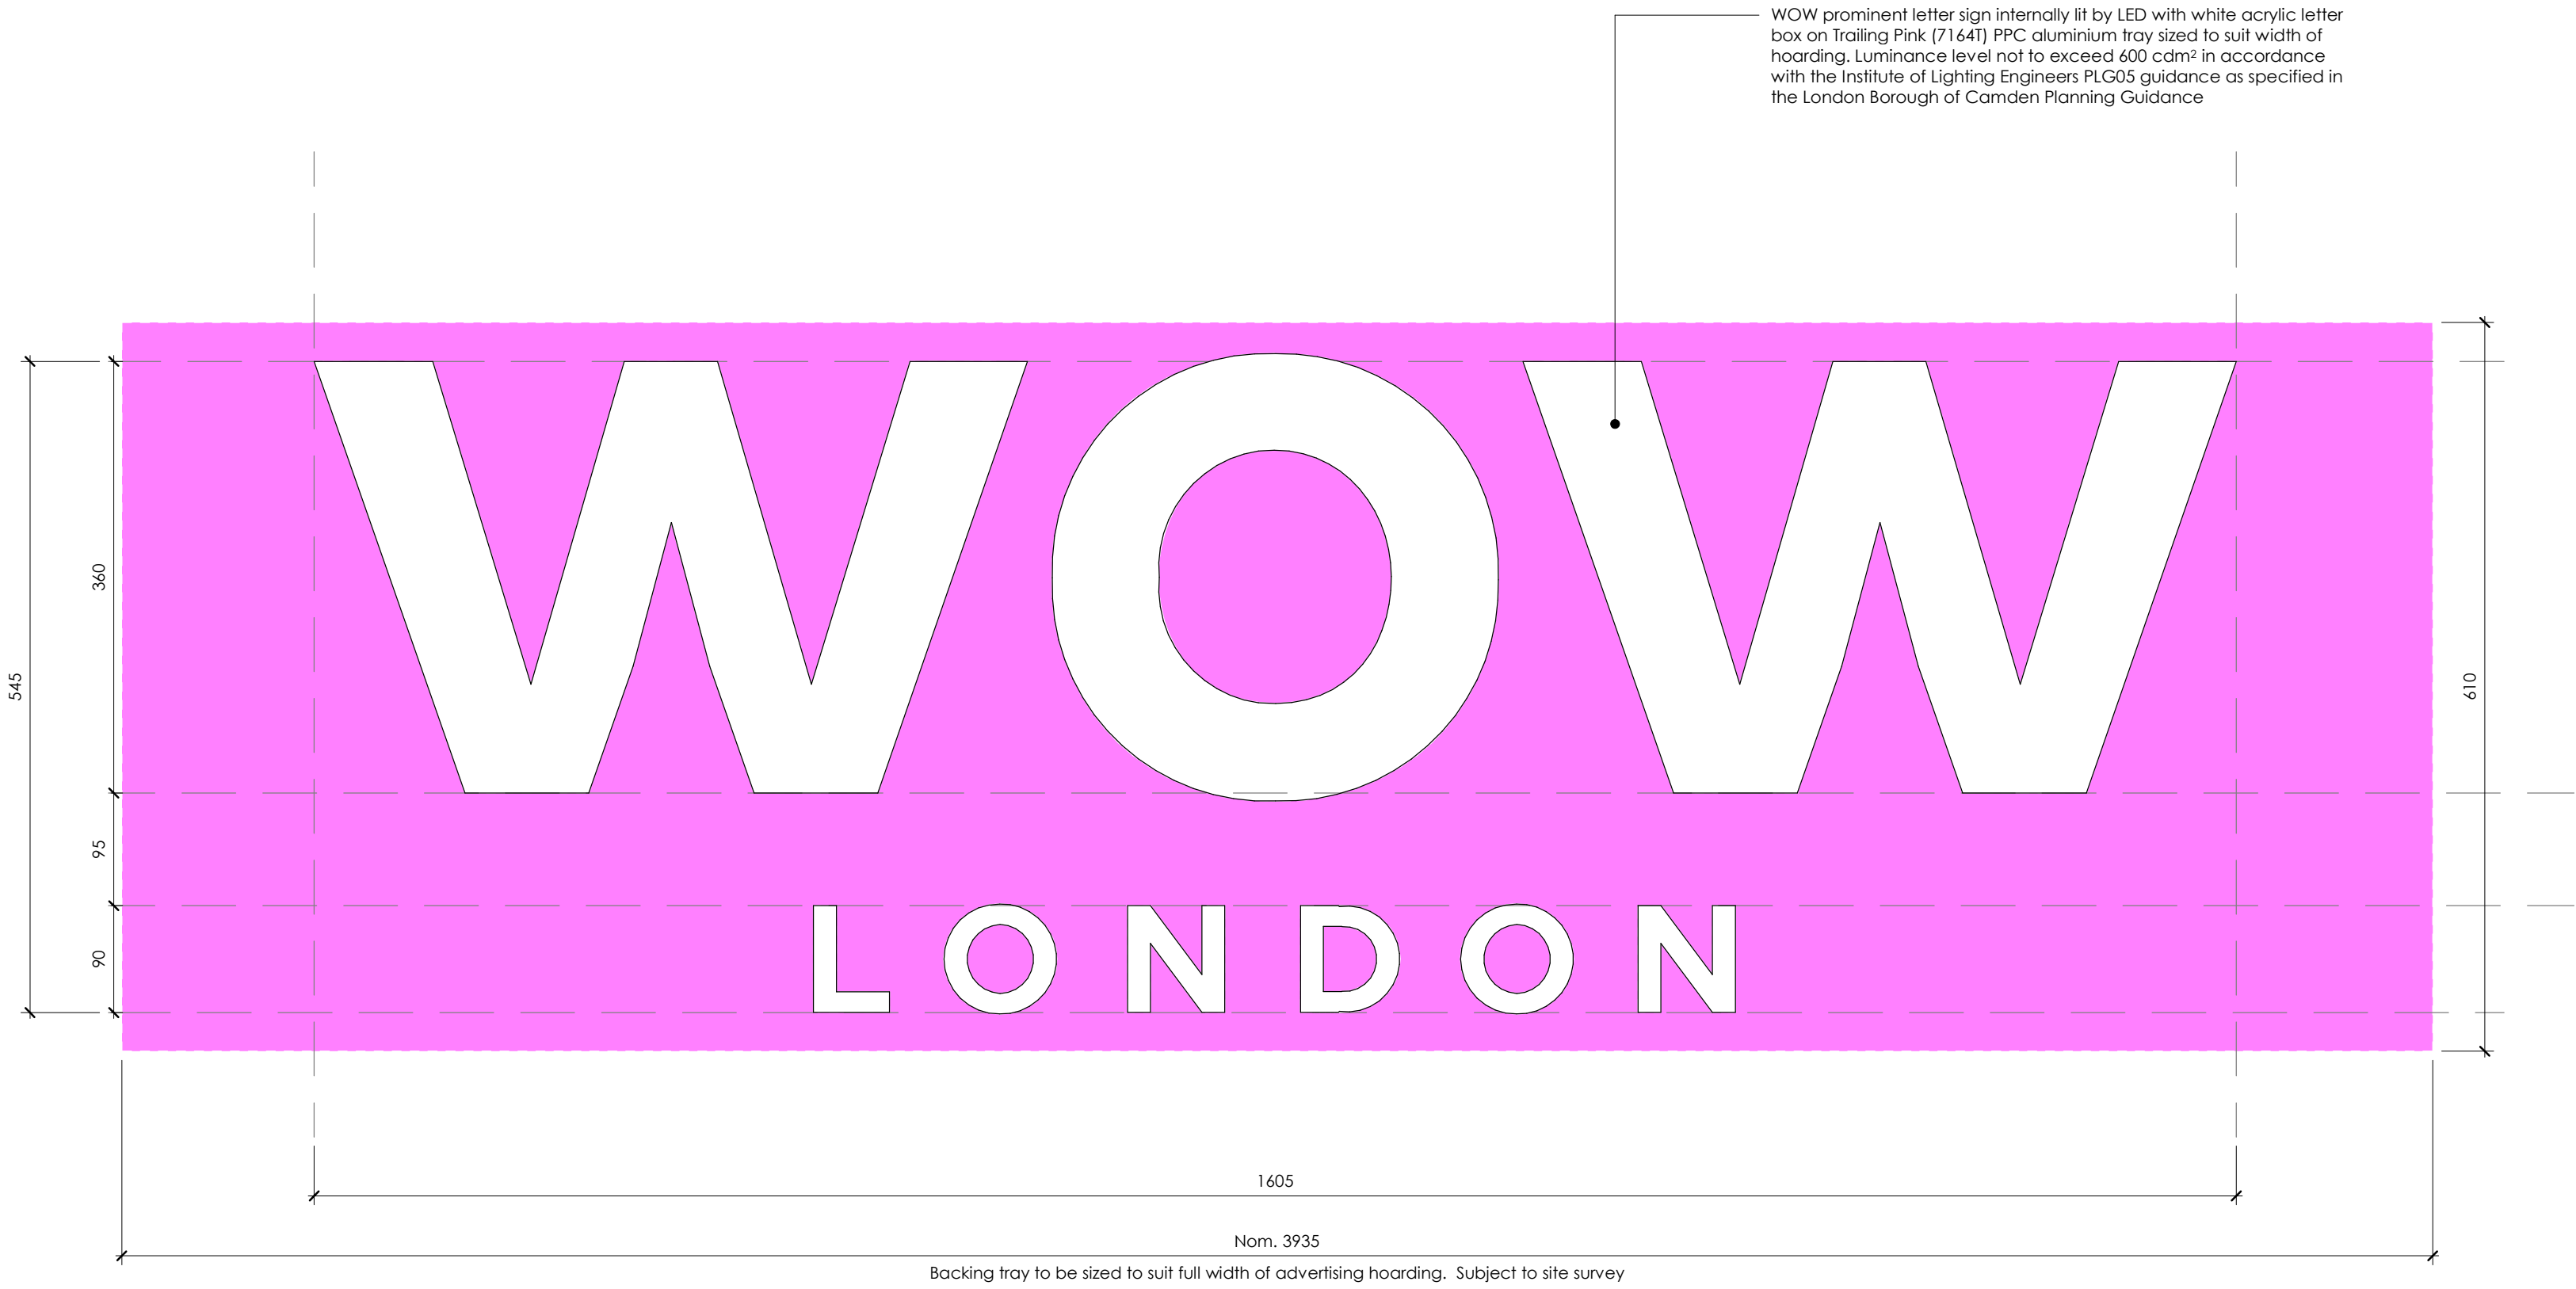 WOW prominent letter sign internally lit by LED with white acrylic letter
box on Trailing Pink (7164T) PPC aluminium tray sized to suit width of
hoarding. Luminance level not to exceed 600 cdm² in accordance
with the Institute of Lighting Engineers PLG05 guidance as specified in
the London Borough of Camden Planning Guidance
WOW
LONDON
545
360
95
90
610
1605
Nom. 3935
Backing tray to be sized to suit full width of advertising hoarding. Subject to site survey